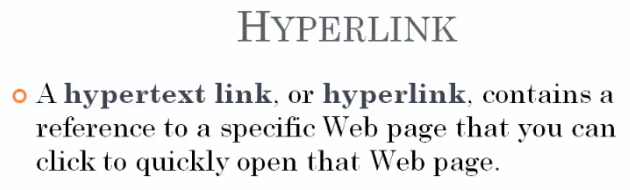 HYPERLINK
A hypertext link, or hyperlink, contains a
reference to a specific Web page that you can
click to quickly open that Web page.